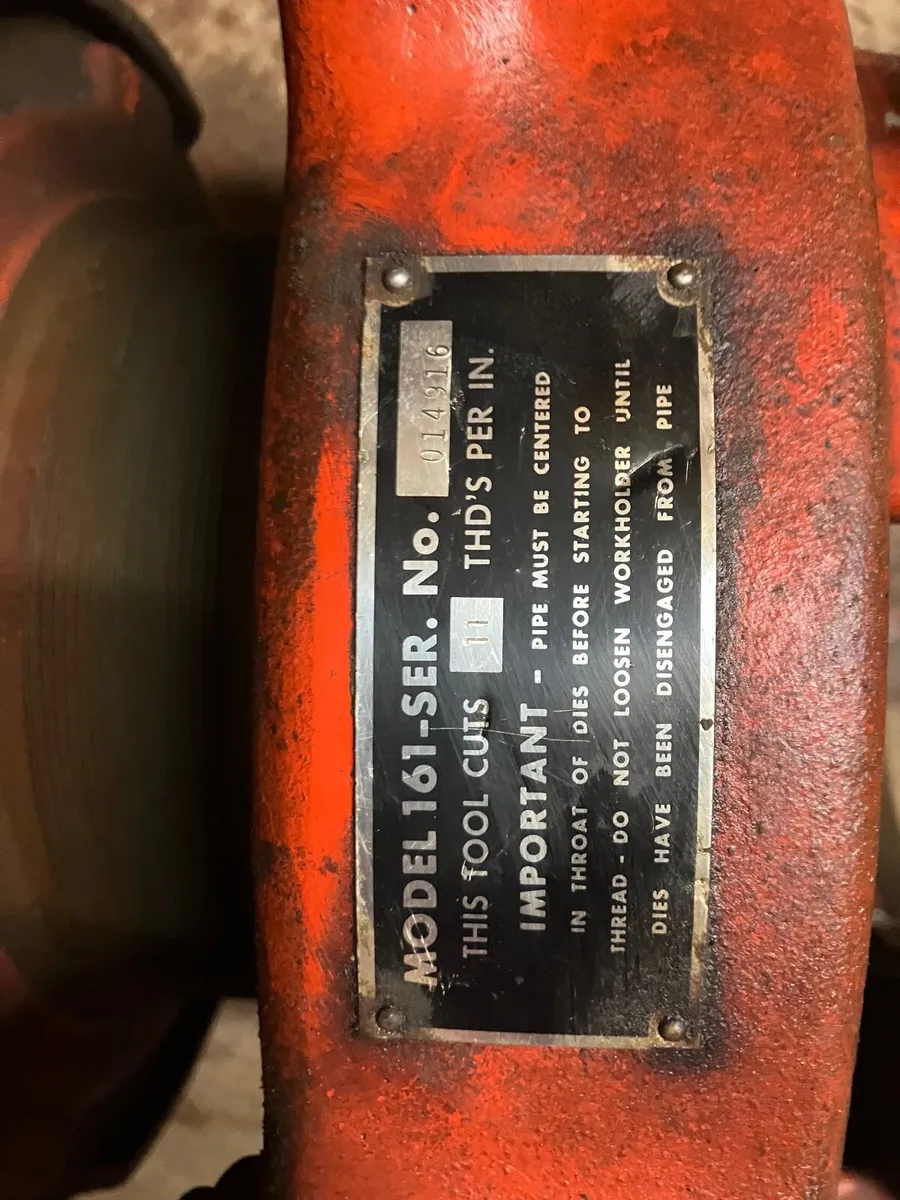 MODEL 161-SER. No. 014916
THIS TOOL CUTS 11 THD'S PER IN.
IMPORTANT - PIPE MUST BE CENTERED
IN THROAT OF DIES BEFORE STARTING TO
THREAD - DO NOT LOOSEN WORKHOLDER UNTIL
DIES HAVE BEEN DISENGAGED FROM PIPE